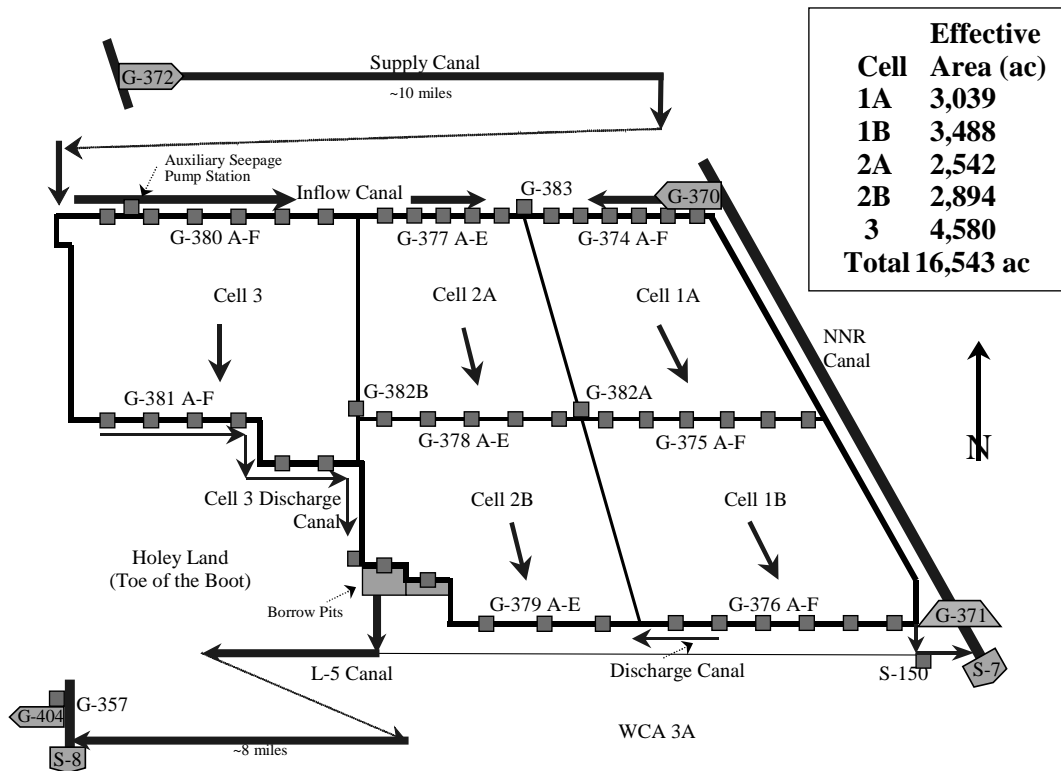 Effective
Cell Area (ac)
1A 3,039
1B 3,488
2A 2,542
2B 2,894
3 4,580
Total 16,543 ac
G-372
Supply Canal
~10 miles
Auxiliary Seepage
Pump Station
Inflow Canal
G-383
G-370
G-380 A-F
G-377 A-E
G-374 A-F
Cell 3
Cell 2A
Cell 1A
NNR
Canal
G-381 A-F
G-382B
G-382A
G-378 A-E
G-375 A-F
N
Cell 3 Discharge
Canal
Cell 2B
Cell 1B
Holey Land
(Toe of the Boot)
Borrow Pits
G-379 A-E
G-376 A-F
G-371
L-5 Canal
Discharge Canal
S-150
S-7
G-357
G-404
S-8
~8 miles
WCA 3A